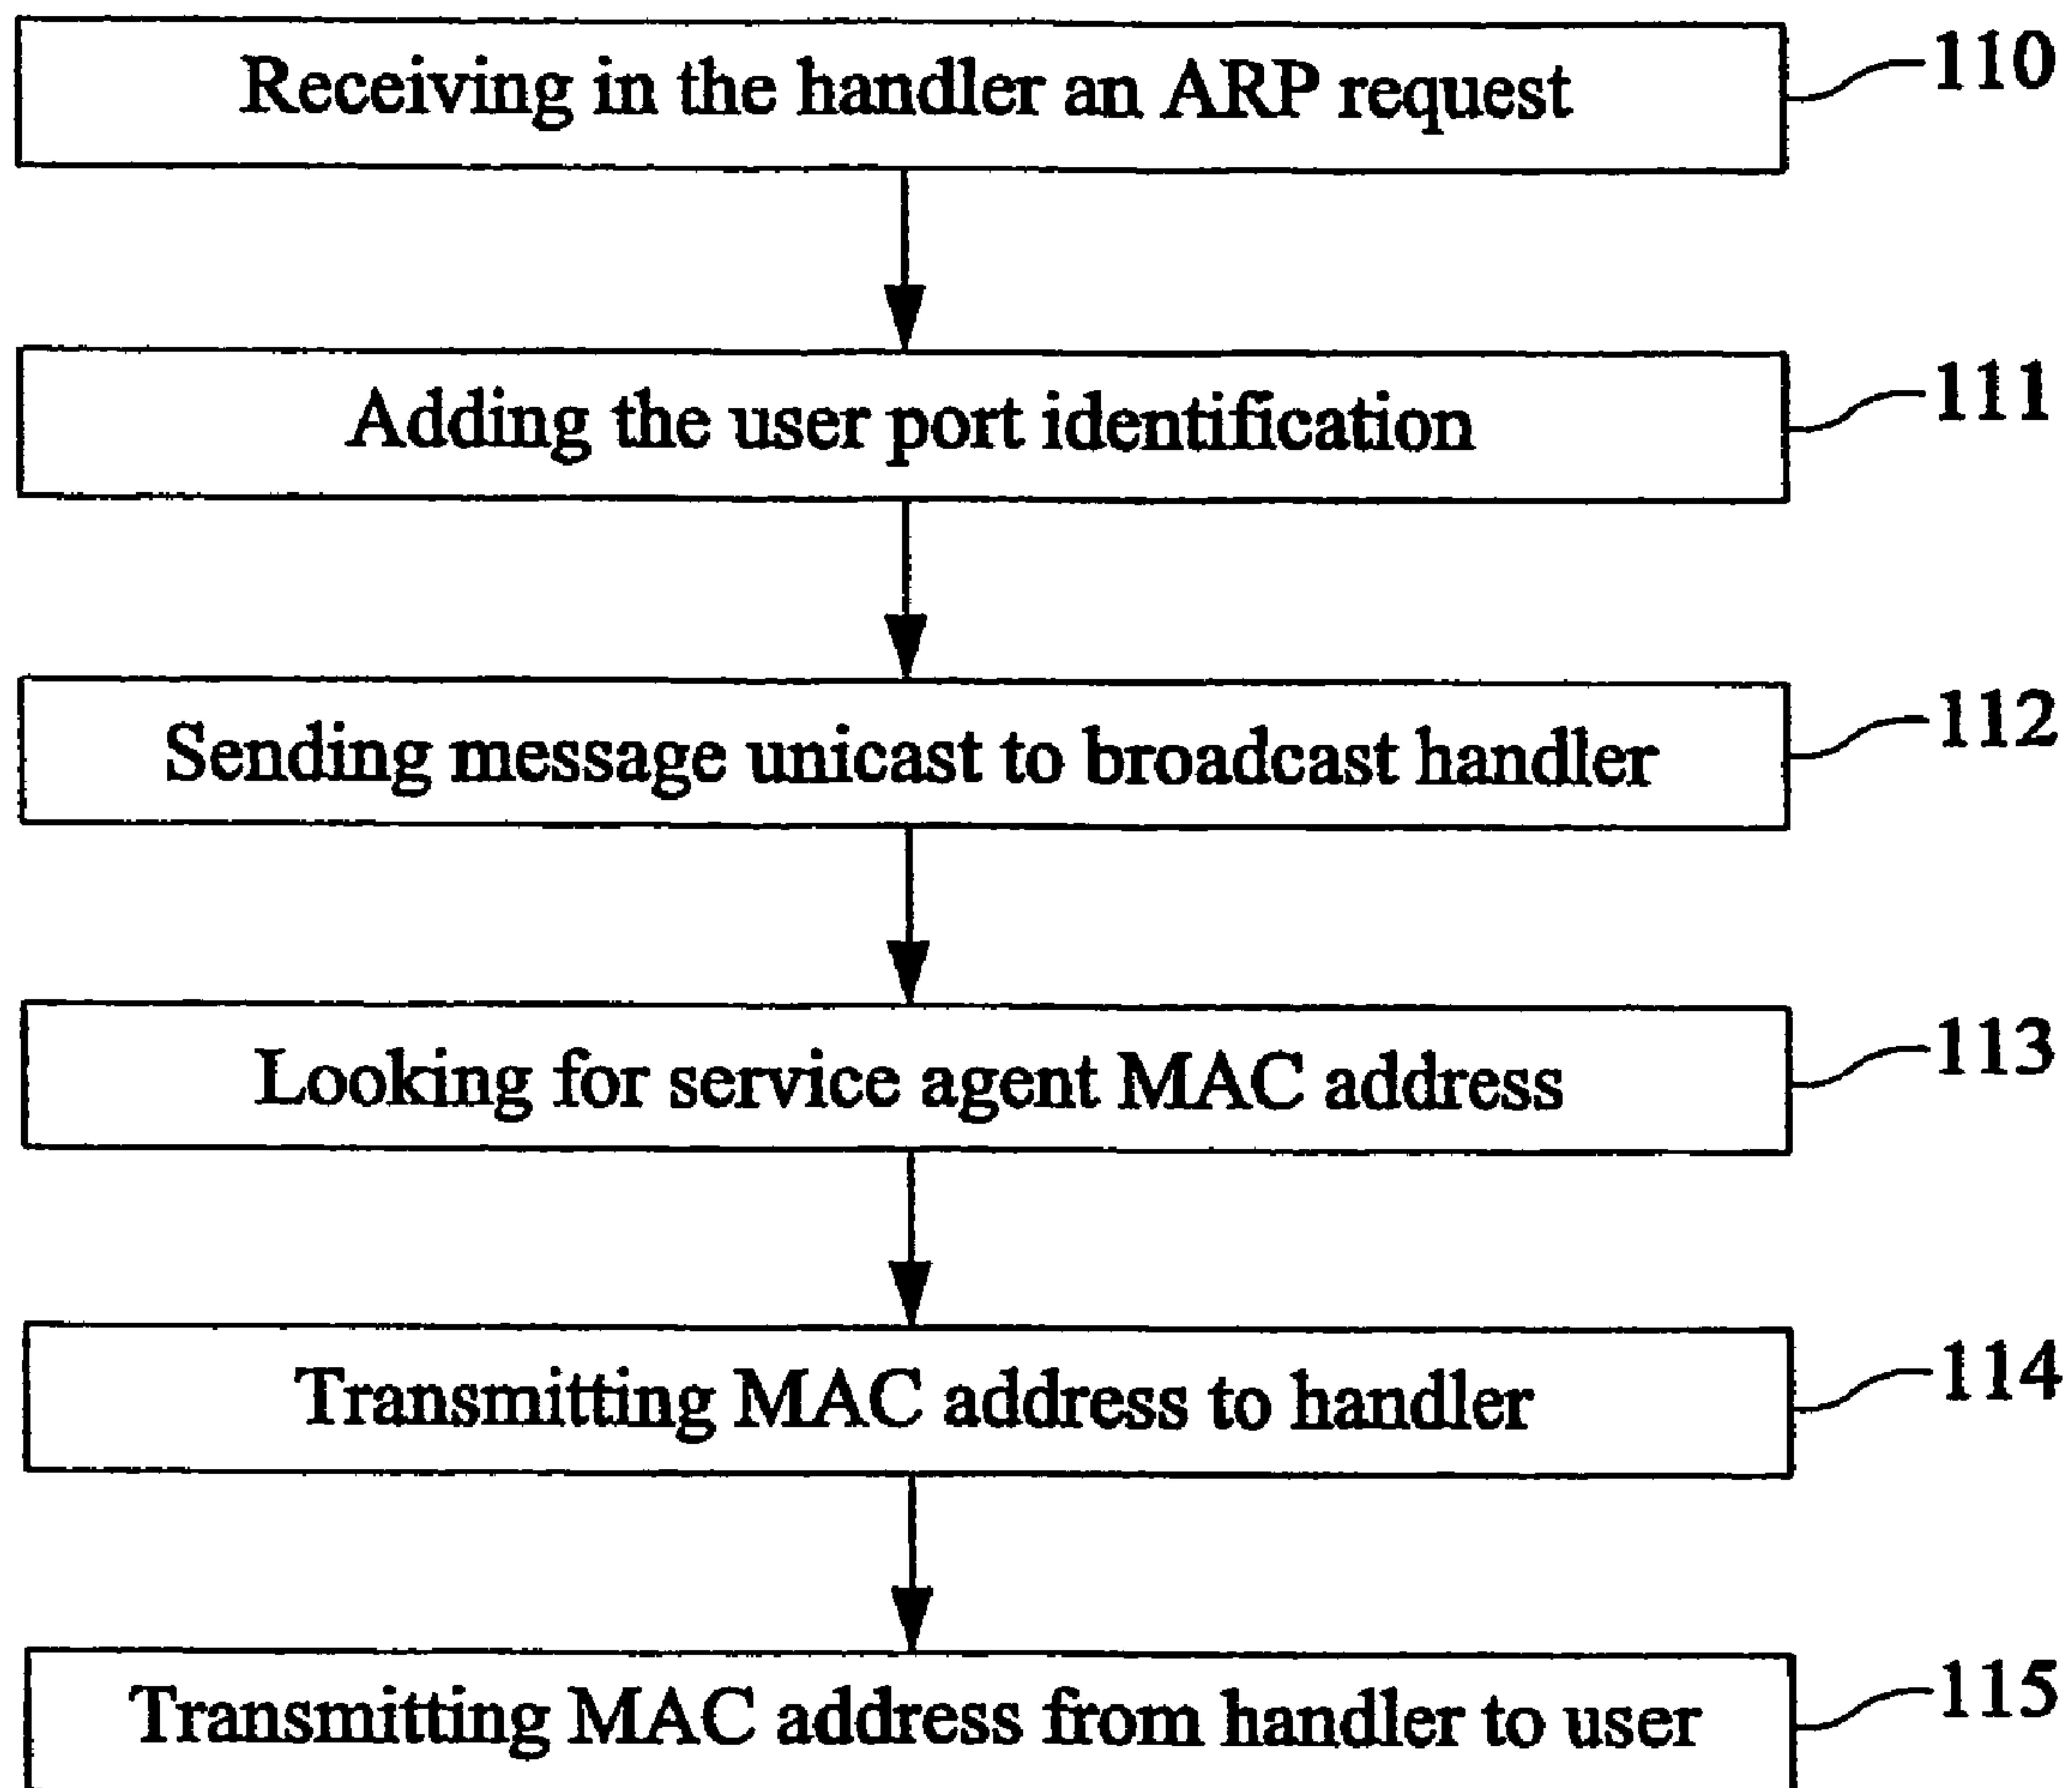 Receiving in the handler an ARP request
110
Adding the user port identification
111
Sending message unicast to broadcast handler
112
Looking for service agent MAC address
113
Transmitting MAC address to handler
114
Transmitting MAC address from handler to user
115